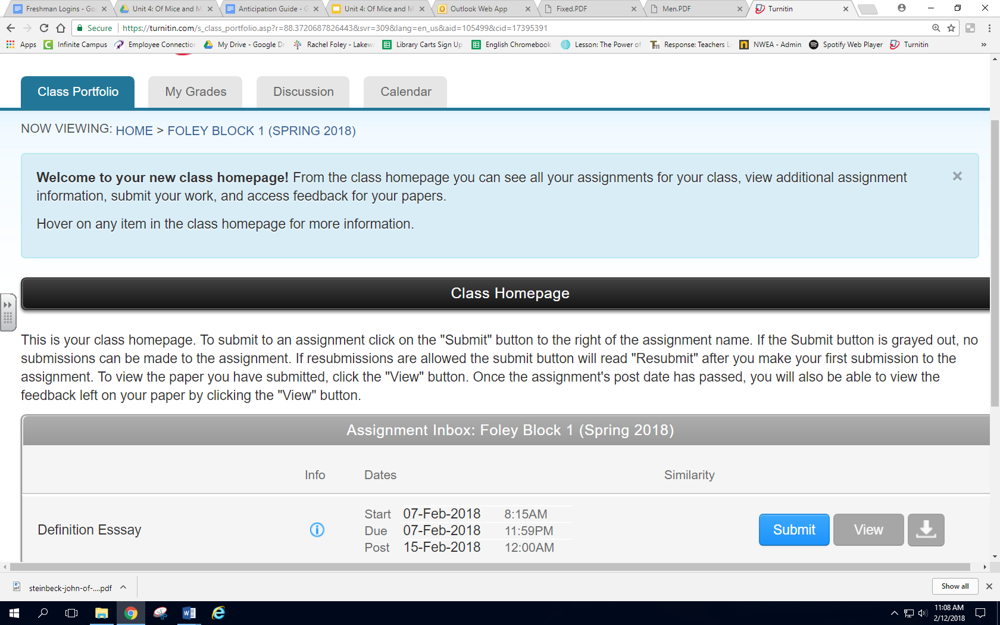 Freshman Logins - Go
Unit 4: Of Mice and M
Anticipation Guide - G
Unit 4: Of Mice and M
Outlook Web App
Fixed.PDF
Men.PDF
Turnitin
Secure
https://turnitin.com/s_class_portfolio.asp?r=88.3720687826443&svr=309&lang=en_us&aid=105499&cid=17395391
Apps
Infinite Campus
Employee Connection
My Drive - Google Dr
Rachel Foley - Lakew
Library Carts Sign Up
English Chromebook
Lesson: The Power of
Response: Teachers L
NWEA - Admin
Spotify Web Player
Turnitin
»
Class Portfolio
My Grades
Discussion
Calendar
NOW VIEWING: HOME > FOLEY BLOCK 1 (SPRING 2018)
Welcome to your new class homepage! From the class homepage you can see all your assignments for your class, view additional assignment
information, submit your work, and access feedback for your papers.
Hover on any item in the class homepage for more information.
Class Homepage
This is your class homepage. To submit to an assignment click on the "Submit" button to the right of the assignment name. If the Submit button is grayed out, no
submissions can be made to the assignment. If resubmissions are allowed the submit button will read "Resubmit" after you make your first submission to the
assignment. To view the paper you have submitted, click the "View" button. Once the assignment's post date has passed, you will also be able to view the
feedback left on your paper by clicking the "View" button.
Assignment Inbox: Foley Block 1 (Spring 2018)
Info Dates Similarity
Start 07-Feb-2018 8:15AM
Definition Esssay Due 07-Feb-2018 11:59PM Submit View
Post 15-Feb-2018 12:00AM
steinbeck-john-of-....pdf
Show all
11:08 AM
2/12/2018